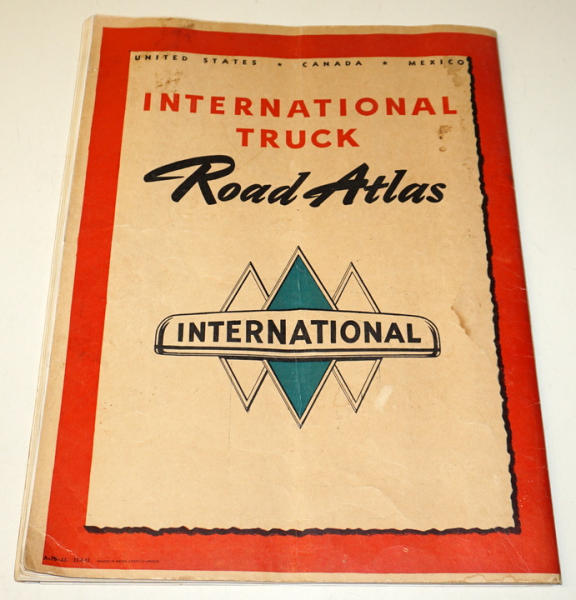 UNITED STATES * CANADA * MEXICO
INTERNATIONAL
TRUCK
Road Atlas
INTERNATIONAL